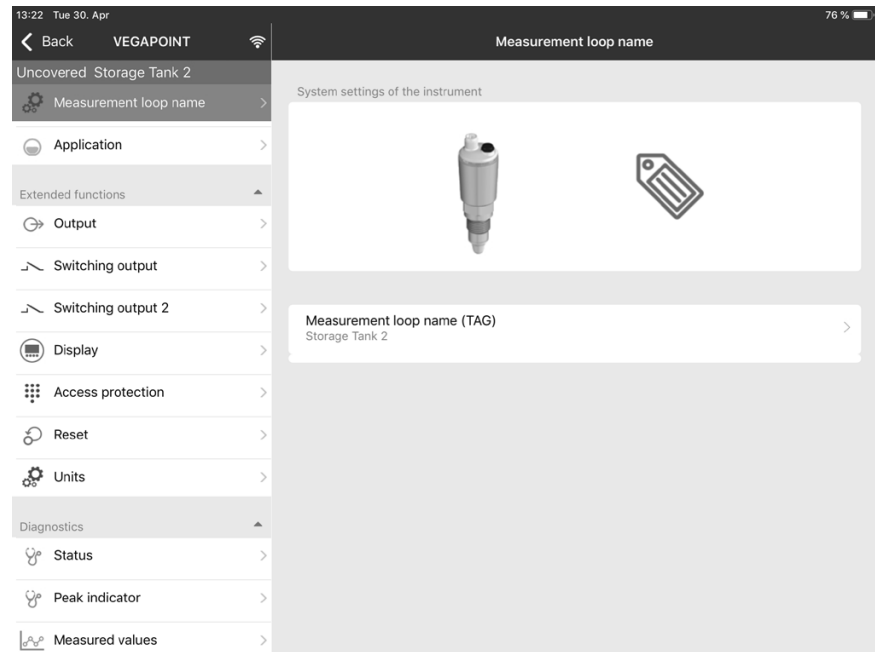 13:22 Tue 30. Apr
76 %
Back
VEGAPOINT
Measurement loop name
Uncovered Storage Tank 2
Measurement loop name
Application
Extended functions
Output
Switching output
Switching output 2
Display
Access protection
Reset
Units
Diagnostics
Status
Peak indicator
Measured values
System settings of the instrument
Measurement loop name (TAG)
Storage Tank 2